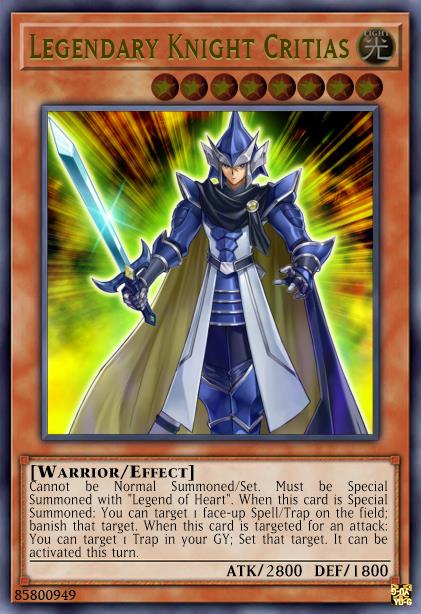 Legendary Knight Critias
LIGHT
光
[Warrior/Effect]
Cannot be Normal Summoned/Set. Must be Special
Summoned with "Legend of Heart". When this card is Special
Summoned: You can target 1 face-up Spell/Trap on the field;
banish that target. When this card is targeted for an attack:
You can target 1 Trap in your GY; Set that target. It can be
activated this turn.
ATK/2800 DEF/1800
85800949